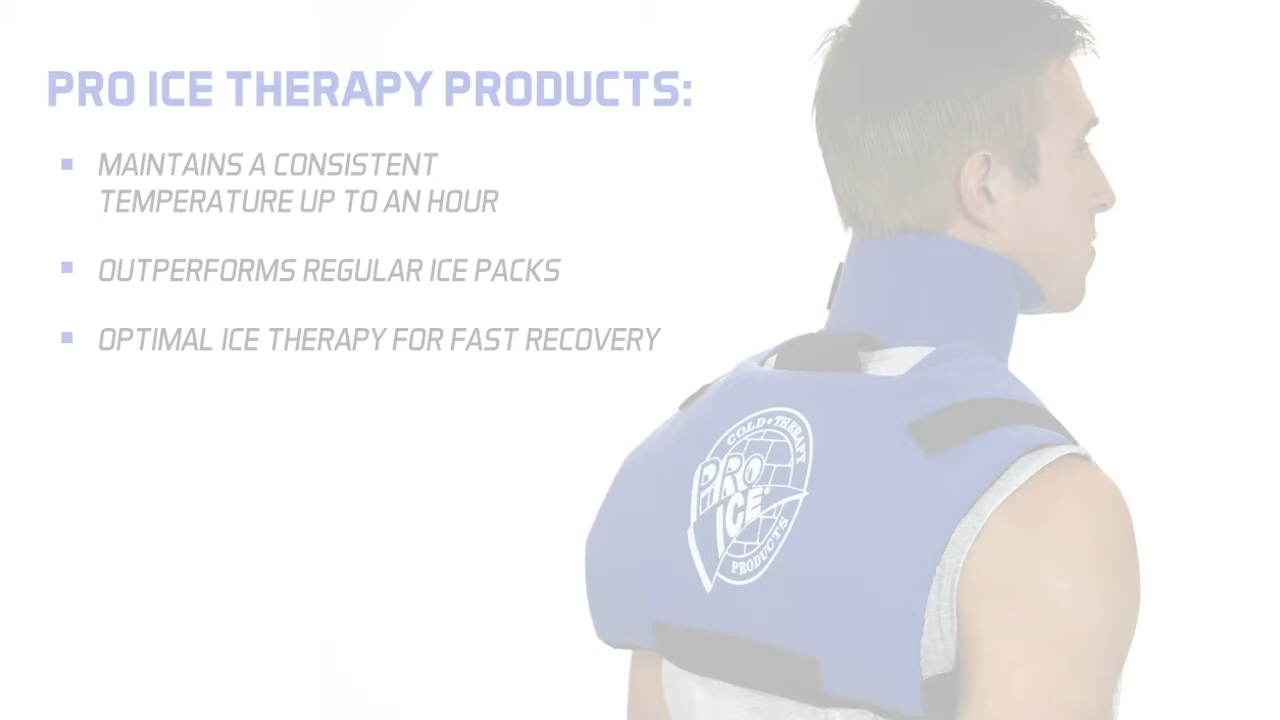 PRO ICE THERAPY PRODUCTS:
MAINTAINS A CONSISTENT
TEMPERATURE UP TO AN HOUR
OUTPERFORMS REGULAR ICE PACKS
OPTIMAL ICE THERAPY FOR FAST RECOVERY
COLD • THERAPY
PRO
ICE®
PRODUCTS